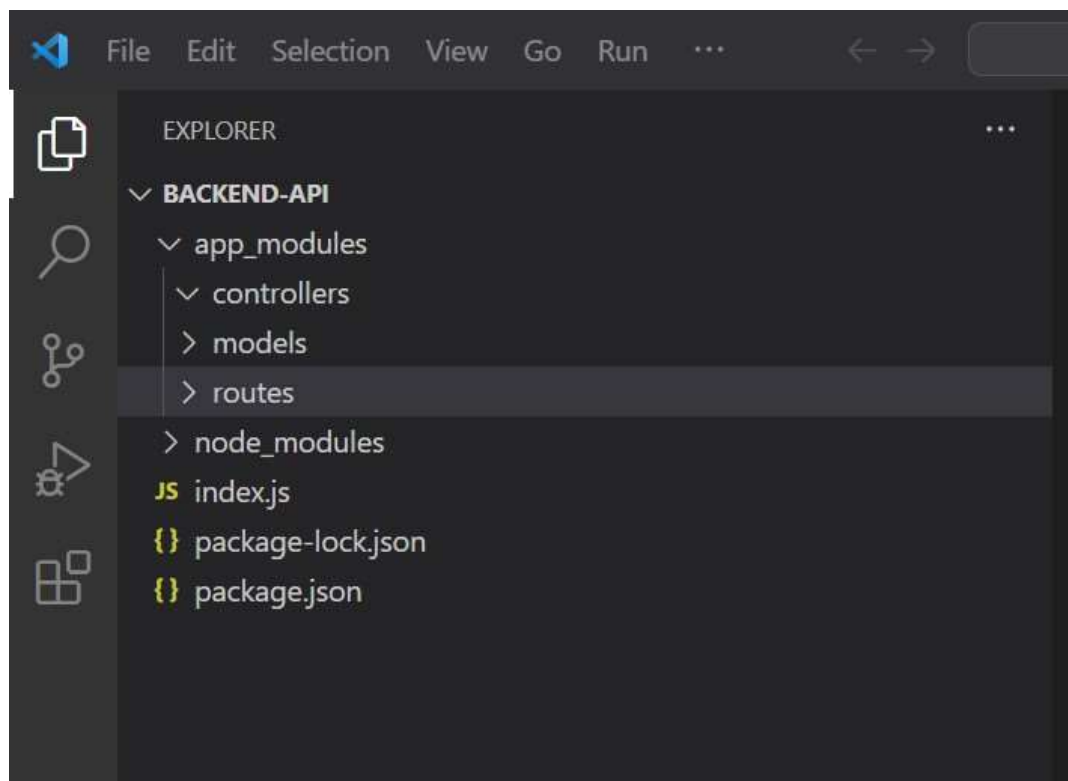 File Edit Selection View Go Run ...
EXPLORER ...
BACKEND-API
app_modules
controllers
models
routes
node_modules
JS index.js
{} package-lock.json
{} package.json